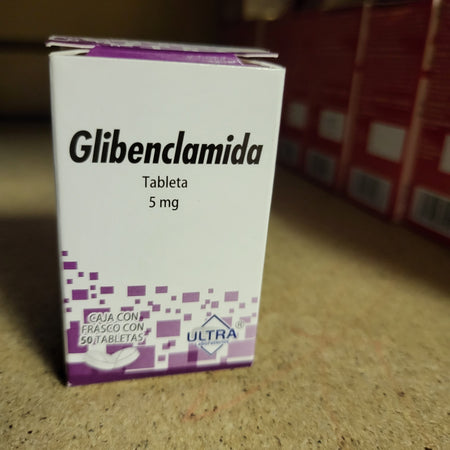 Glibenclamida
Tableta
5 mg
CAJA CON
FRASCO CON
50 TABLETAS
ULTRA®